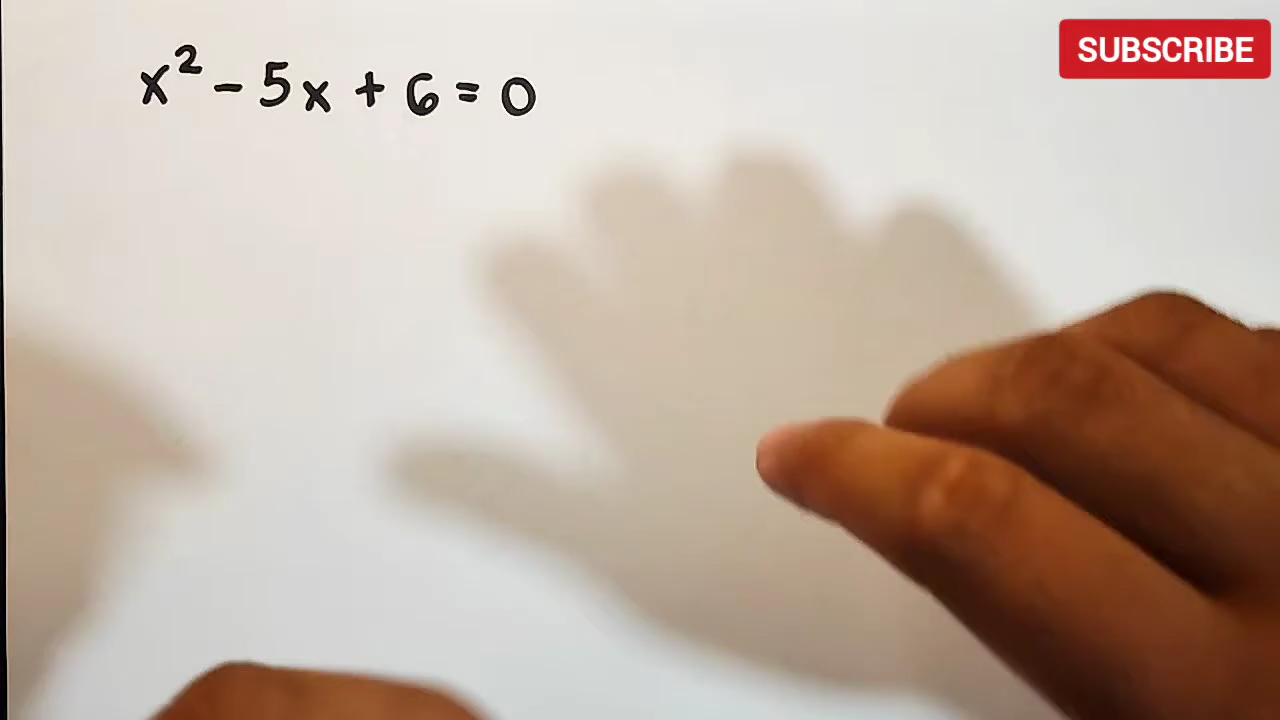 x² - 5x + 6 = 0
SUBSCRIBE